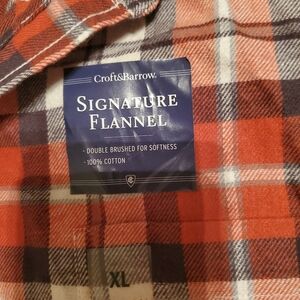 Croft&Barrow.
SIGNATURE
FLANNEL
· DOUBLE BRUSHED FOR SOFTNESS
· 100% COTTON
XL